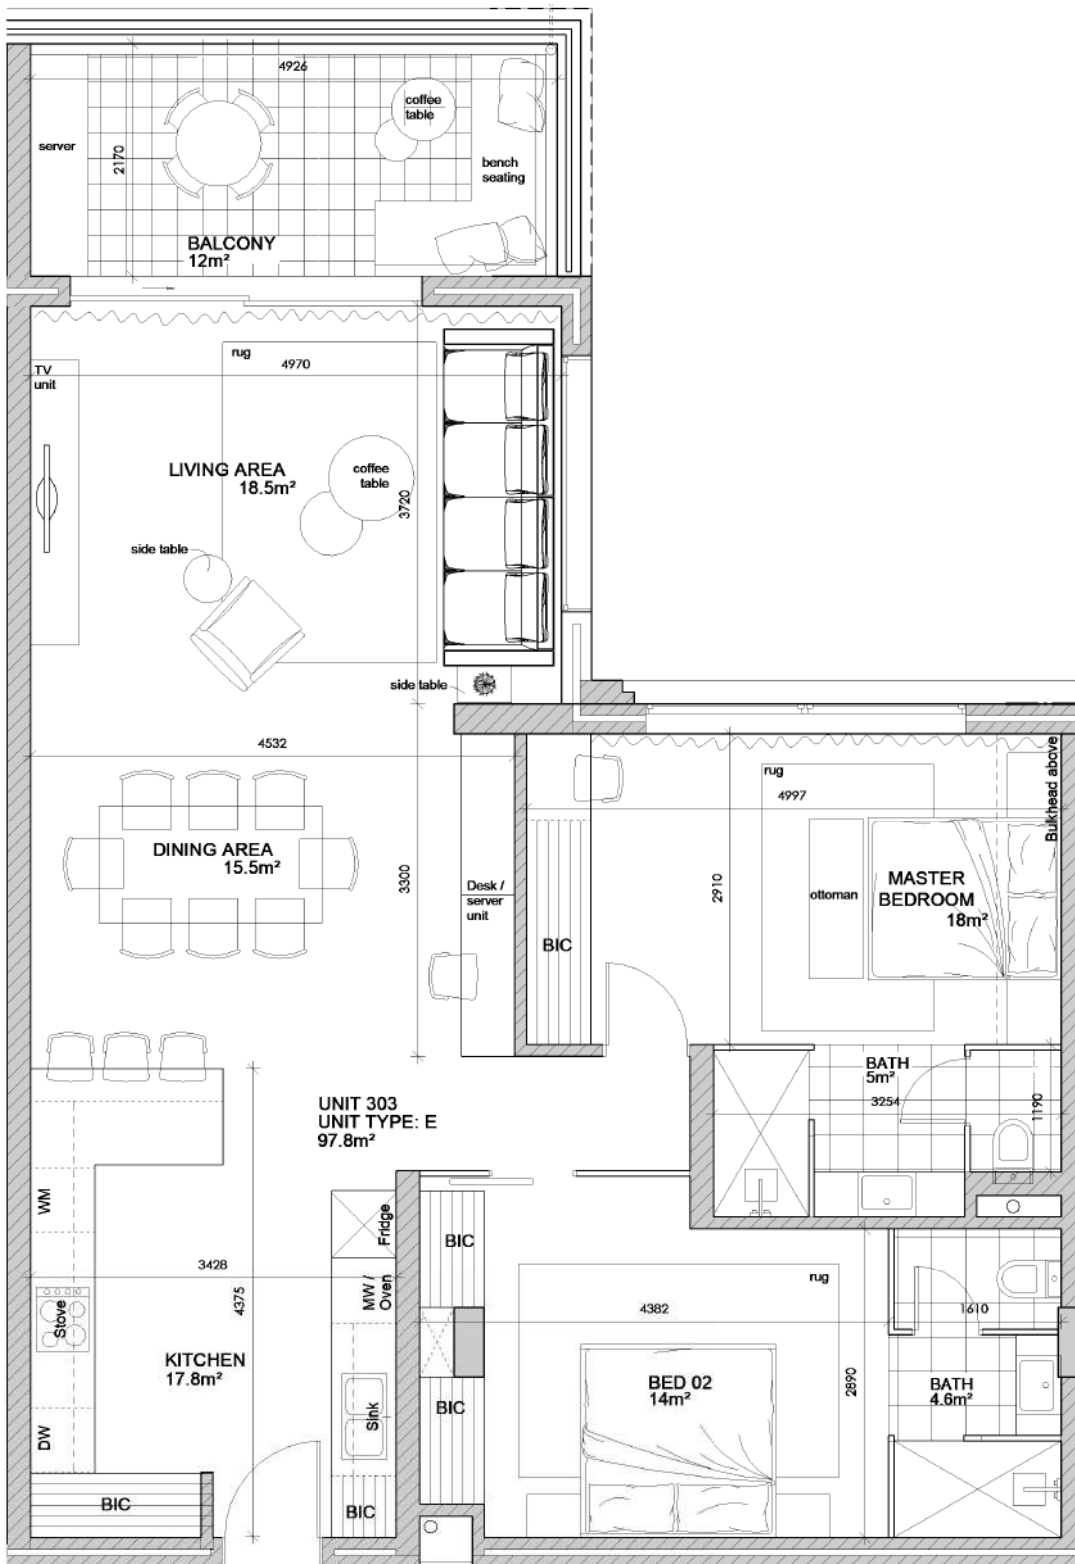 4926
server
2170
coffee
table
bench
seating
BALCONY
12m²
rug
4970
TV
unit
LIVING AREA
18.5m²
coffee
table
3720
side table
side table
4532
DINING AREA
15.5m²
3300
Desk /
server
unit
BIC
rug
4997
Bulkhead above
2910
ottoman
MASTER
BEDROOM
18m²
BATH
5m²
3254
1190
UNIT 303
UNIT TYPE: E
97.8m²
WM
Fridge
3428
4375
MW /
Oven
Stove
KITCHEN
17.8m²
Sink
DW
BIC
BIC
BIC
BIC
rug
4382
1610
BED 02
14m²
2890
BATH
4.6m²